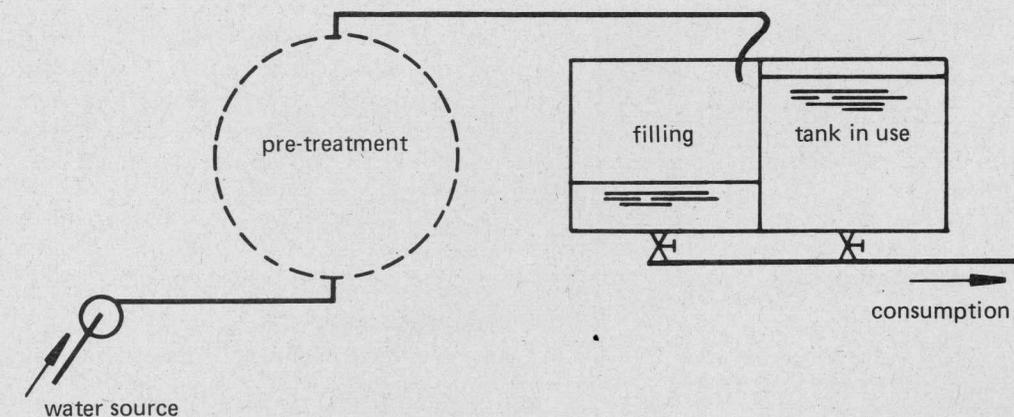 pre-treatment
filling
tank in use
consumption
water source